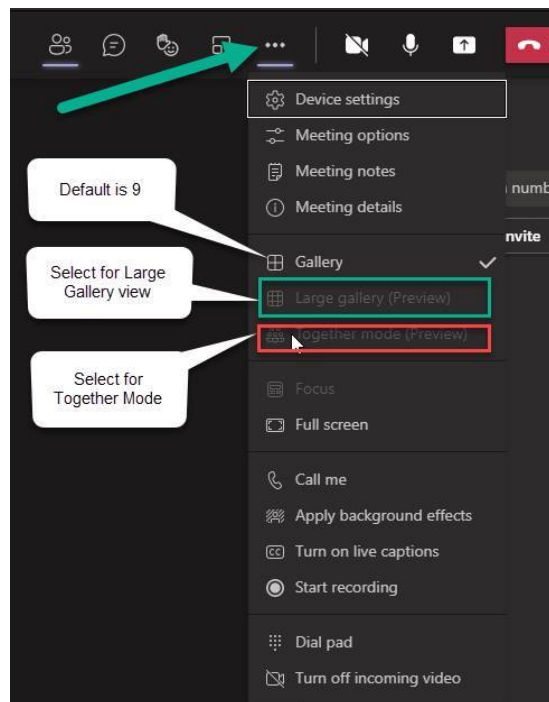 Device settings
Meeting options
Meeting notes
Meeting details
numb
nvite
Default is 9
Gallery
Select for Large
Gallery view
Large gallery (Preview)
Together mode (Preview)
Select for
Together Mode
Focus
Full screen
Call me
Apply background effects
CC Turn on live captions
Start recording
Dial pad
Turn off incoming video